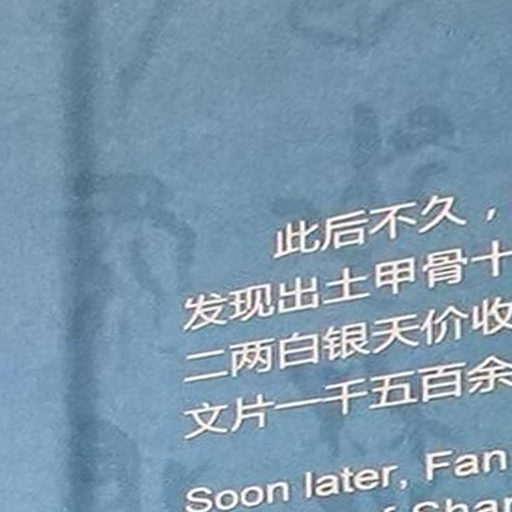 此后不久，
发现出土甲骨十
二两白银天价收
文片一千五百余
Soon later, Fan